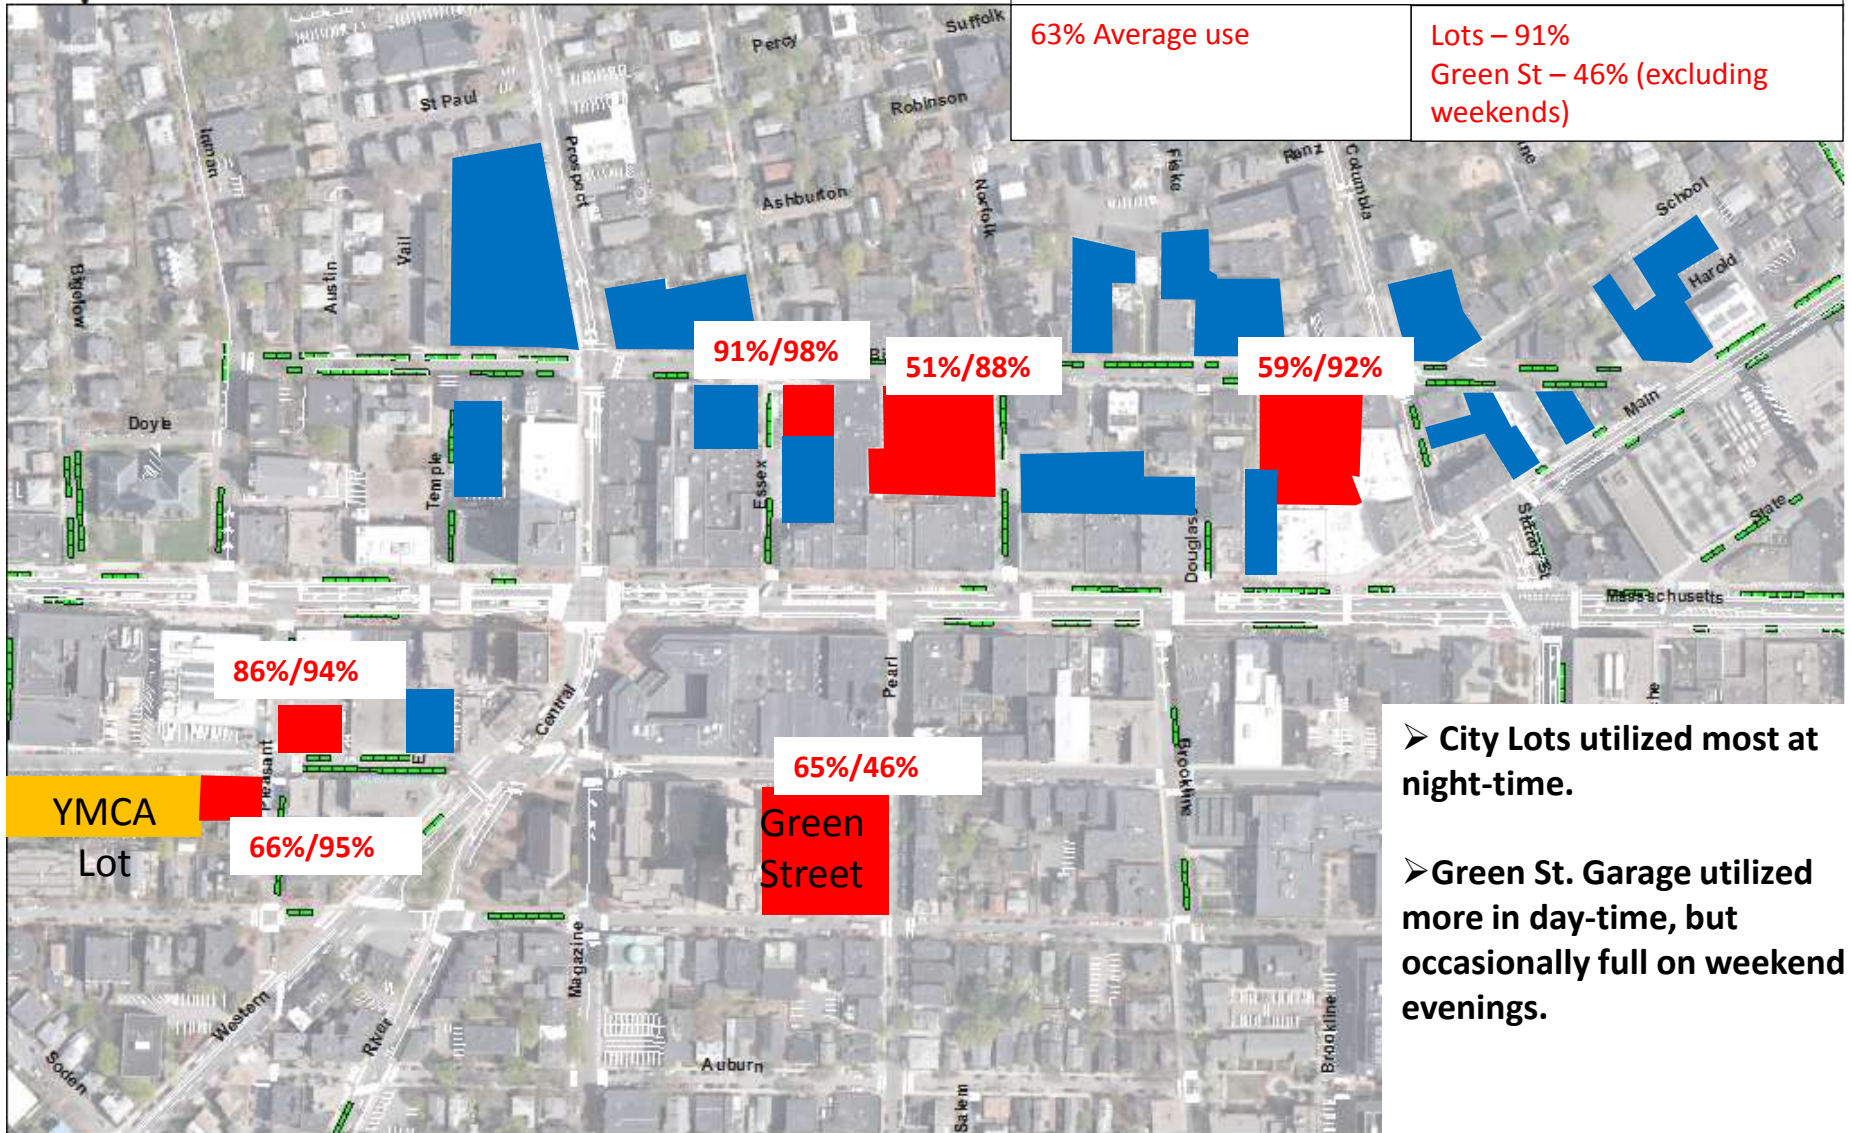 63% Average use
Lots – 91%
Green St – 46% (excluding
weekends)
Suffolk
Percy
St Paul
Robinson
Inman
Prospect
Renz
Columbia
Fiske
Ashburton
Norfolk
School
Vail
Austin
Bigelow
Harold
91%/98%
51%/88%
59%/92%
Doyle
Temple
Essex
Main
State
Douglass
Sidney St
Massachusetts
86%/94%
Pearl
Central
Pleasant
Brookline
65%/46%
YMCA
Lot
66%/95%
Green
Street
➢ City Lots utilized most at
night-time.
➢Green St. Garage utilized
more in day-time, but
occasionally full on weekend
evenings.
Magazine
Western
River
Soden
Auburn
Salem
Brookline